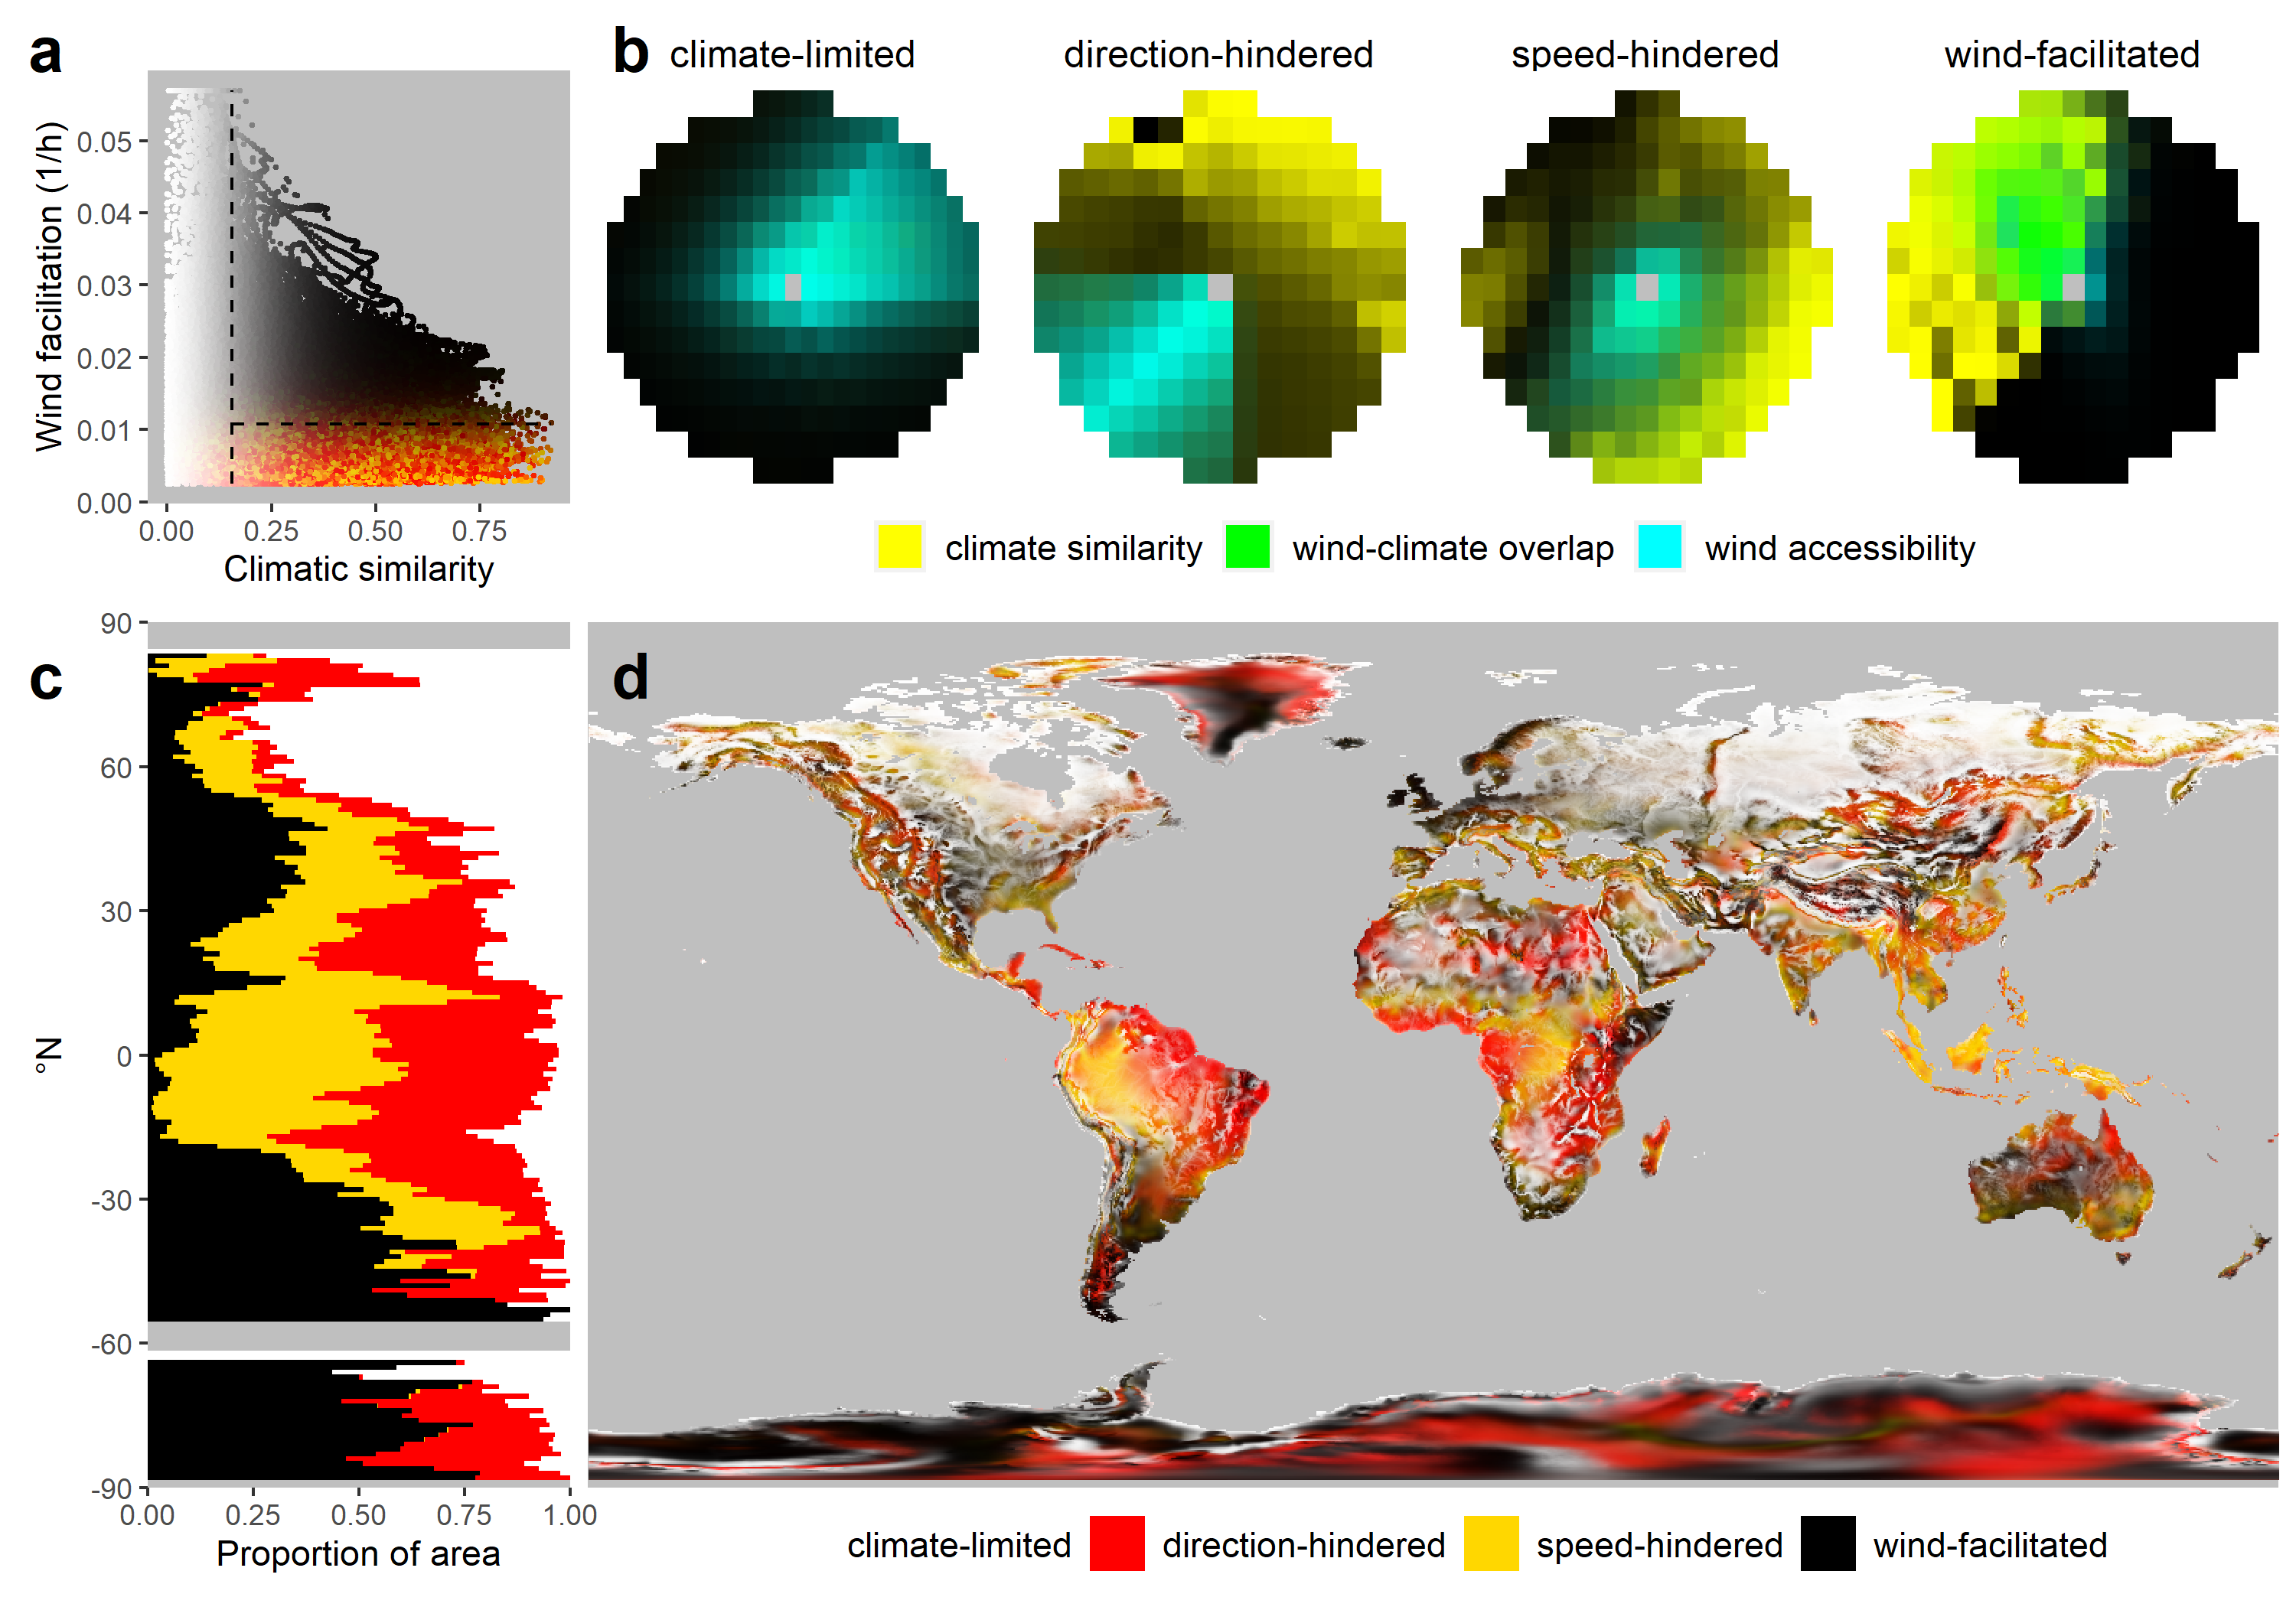 a
0.05
0.04
0.03
0.02
0.01
0.00
Wind facilitation (1/h)
0.00 0.25 0.50 0.75
Climatic similarity
b
climate-limited direction-hindered speed-hindered wind-facilitated
climate similarity wind-climate overlap wind accessibility
c
90
60
30
0
-30
-60
-90
°N
0.00 0.25 0.50 0.75 1.00
Proportion of area
d
climate-limited direction-hindered speed-hindered wind-facilitated